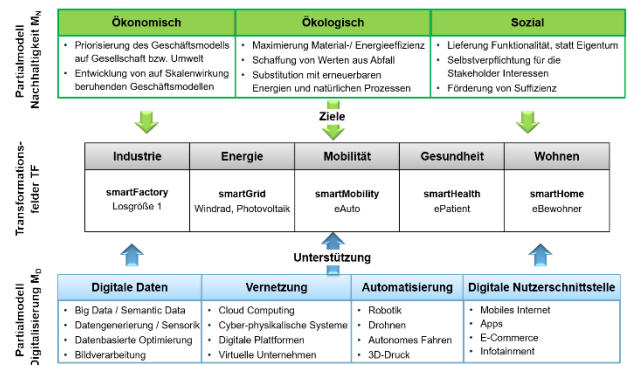 Partialmodell
Nachhaltigkeit MN
Ökonomisch
Ökologisch
Sozial
• Priorisierung des Geschäftsmodells
auf Gesellschaft bzw. Umwelt
• Entwicklung von auf Skalenwirkung
beruhenden Geschäftsmodellen
• Maximierung Material-/ Energieeffizienz
• Schaffung von Werten aus Abfall
• Substitution mit erneuerbaren
Energien und natürlichen Prozessen
• Lieferung Funktionalität, statt Eigentum
• Selbstverpflichtung für die
Stakeholder Interessen
• Förderung von Suffizienz
Ziele
Transformations-
felder TF
Industrie
Energie
Mobilität
Gesundheit
Wohnen
smartFactory
Losgröße 1
smartGrid
Windrad, Photovoltaik
smartMobility
eAuto
smartHealth
ePatient
smartHome
eBewohner
Unterstützung
Partialmodell
Digitalisierung MD
Digitale Daten
Vernetzung
Automatisierung
Digitale Nutzerschnittstelle
• Big Data / Semantic Data
• Datengenerierung / Sensorik
• Datenbasierte Optimierung
• Bildverarbeitung
• Cloud Computing
• Cyber-physikalische Systeme
• Digitale Plattformen
• Virtuelle Unternehmen
• Robotik
• Drohnen
• Autonomes Fahren
• 3D-Druck
• Mobiles Internet
• Apps
• E-Commerce
• Infotainment